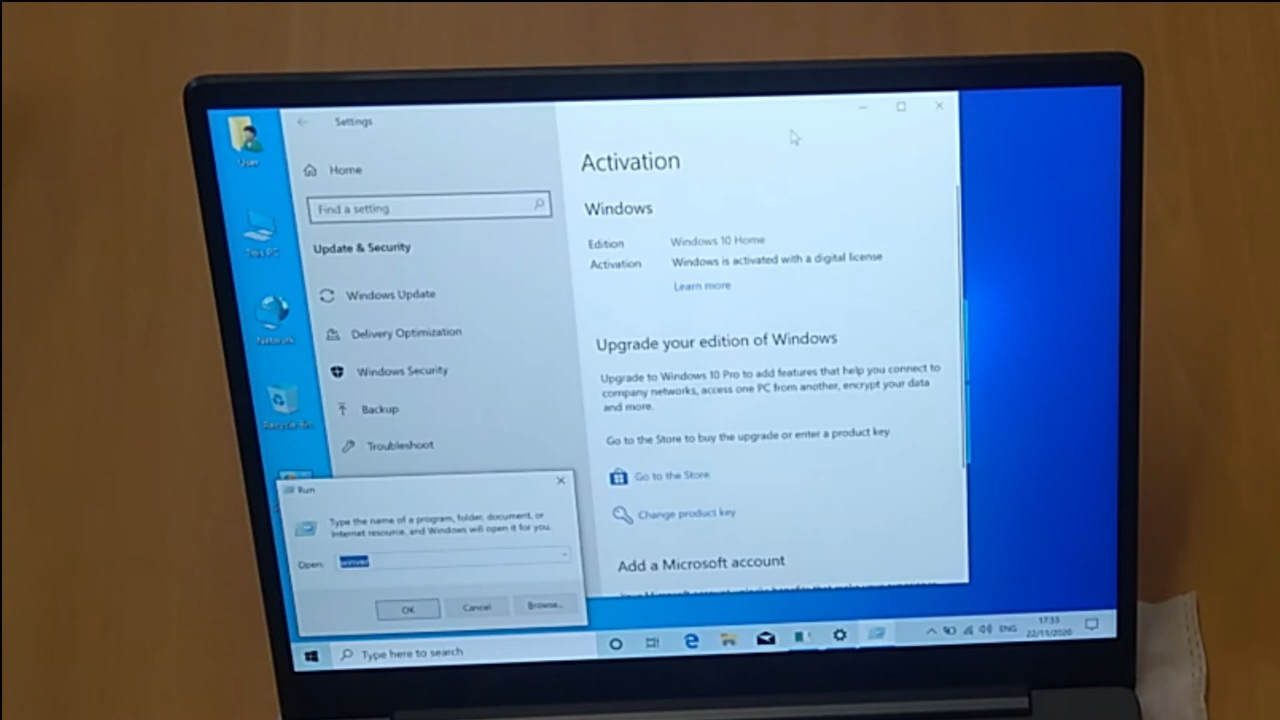 User
This PC
Network
Recycle Bin
Settings
Home
Find a setting
Update & Security
Windows Update
Delivery Optimization
Windows Security
Backup
Troubleshoot
Activation
Windows
Edition Windows 10 Home
Activation Windows is activated with a digital license
Learn more
Upgrade your edition of Windows
Upgrade to Windows 10 Pro to add features that help you connect to
company networks, access one PC from another, encrypt your data
and more.
Go to the Store to buy the upgrade or enter a product key.
Go to the Store
Change product key
Add a Microsoft account
Run
Type the name of a program, folder, document, or
Internet resource, and Windows will open it for you.
Open:
OK Cancel Browse...
Type here to search
ENG
17:33
22/11/2020